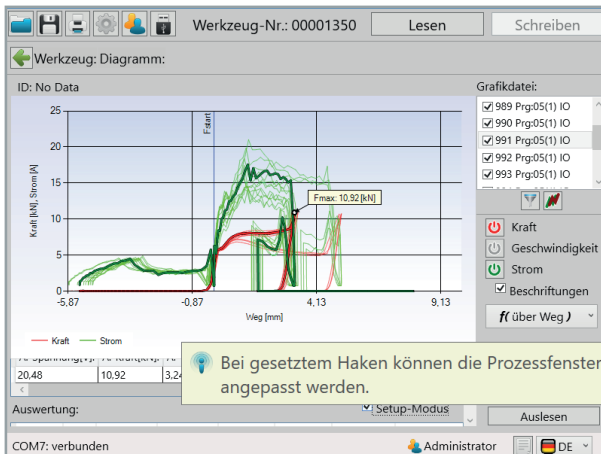 Werkzeug-Nr.: 00001350
Lesen
Schreiben
Werkzeug: Diagramm:
ID: No Data
Grafikdatei:
989 Prg:05(1) IO
990 Prg:05(1) IO
991 Prg:05(1) IO
992 Prg:05(1) IO
993 Prg:05(1) IO
Kraft [kN], Strom [A]
25
20
15
10
5
0
Fstart
Fmax: 10,92 [kN]
-5,87
-0,87
4,13
9,13
Weg [mm]
Kraft
Strom
Kraft
Geschwindigkeit
Strom
Beschriftungen
f( über Weg )
20,48
10,92
3.24
Bei gesetztem Haken können die Prozessfenster
angepasst werden.
Auswertung:
Setup-Modus
Auslesen
COM7: verbunden
Administrator
DE